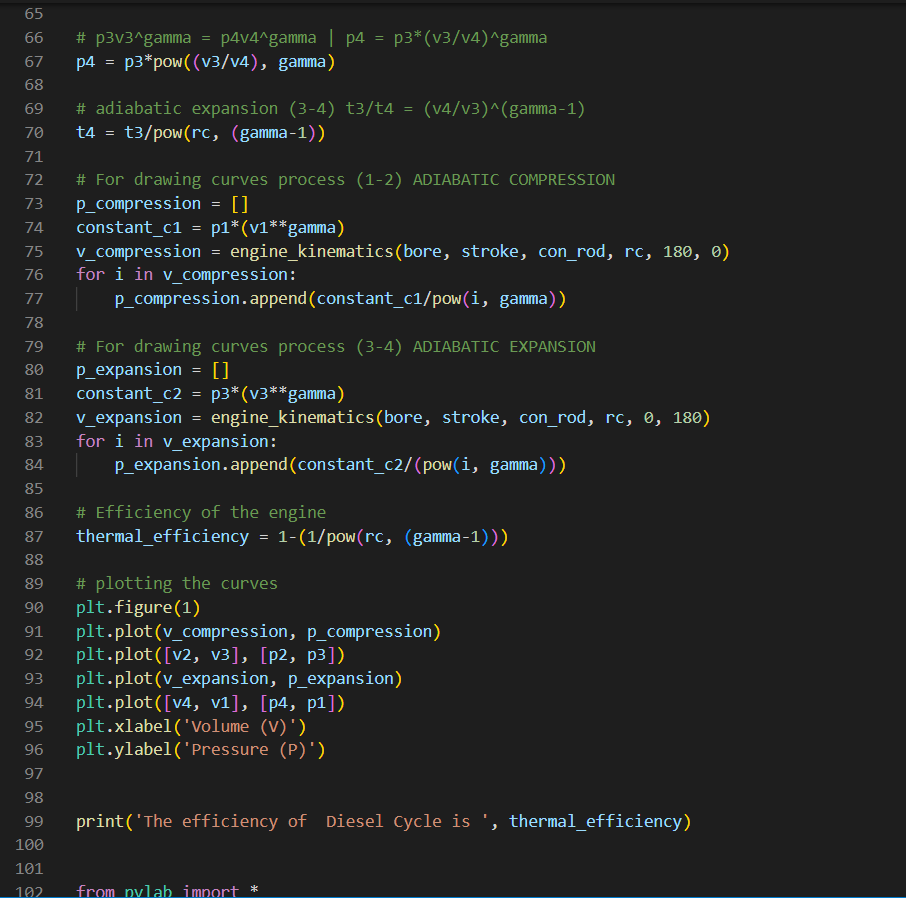 65
66 # p3v3^gamma = p4v4^gamma | p4 = p3*(v3/v4)^gamma
67 p4 = p3*pow((v3/v4), gamma)
68
69 # adiabatic expansion (3-4) t3/t4 = (v4/v3)^(gamma-1)
70 t4 = t3/pow(rc, (gamma-1))
71
72 # For drawing curves process (1-2) ADIABATIC COMPRESSION
73 p_compression = []
74 constant_c1 = p1*(v1**gamma)
75 v_compression = engine_kinematics(bore, stroke, con_rod, rc, 180, 0)
76 for i in v_compression:
77     p_compression.append(constant_c1/pow(i, gamma))
78
79 # For drawing curves process (3-4) ADIABATIC EXPANSION
80 p_expansion = []
81 constant_c2 = p3*(v3**gamma)
82 v_expansion = engine_kinematics(bore, stroke, con_rod, rc, 0, 180)
83 for i in v_expansion:
84     p_expansion.append(constant_c2/(pow(i, gamma)))
85
86 # Efficiency of the engine
87 thermal_efficiency = 1-(1/pow(rc, (gamma-1)))
88
89 # plotting the curves
90 plt.figure(1)
91 plt.plot(v_compression, p_compression)
92 plt.plot([v2, v3], [p2, p3])
93 plt.plot(v_expansion, p_expansion)
94 plt.plot([v4, v1], [p4, p1])
95 plt.xlabel('Volume (V)')
96 plt.ylabel('Pressure (P)')
97
98
99 print('The efficiency of  Diesel Cycle is ', thermal_efficiency)
100
101
102 from pylab import *